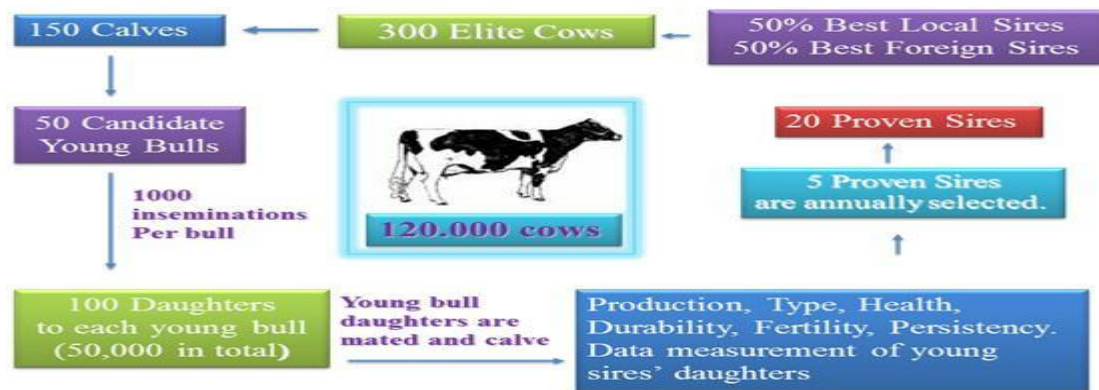 150 Calves
300 Elite Cows
50% Best Local Sires
50% Best Foreign Sires
50 Candidate
Young Bulls
1000
inseminations
Per bull
120.000 cows
20 Proven Sires
5 Proven Sires
are annually selected.
100 Daughters
to each young bull
(50,000 in total)
Young bull
daughters are
mated and calve
Production, Type, Health,
Durability, Fertility, Persistency.
Data measurement of young
sires’ daughters